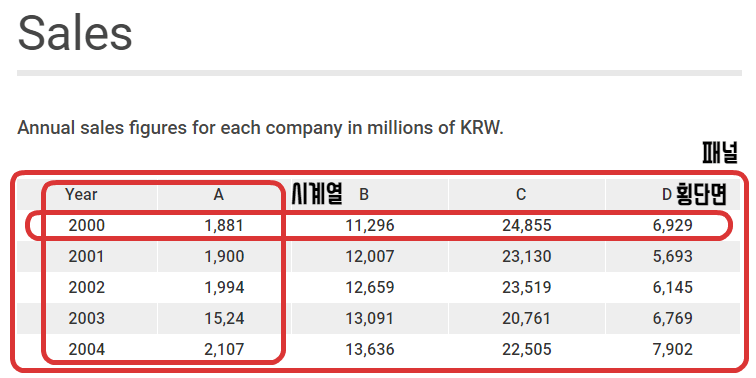 Sales
Annual sales figures for each company in millions of KRW.
패널
Year A 시계열 B C D 횡단면
2000 1,881 11,296 24,855 6,929
2001 1,900 12,007 23,130 5,693
2002 1,994 12,659 23,519 6,145
2003 15,24 13,091 20,761 6,769
2004 2,107 13,636 22,505 7,902